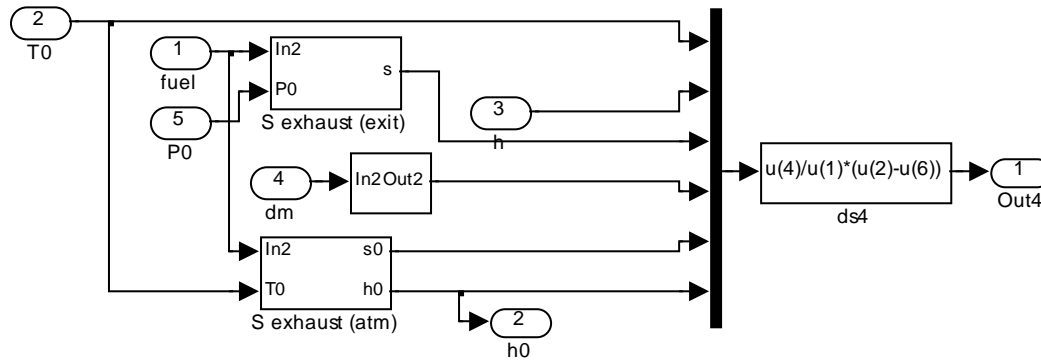 2
T0
1
fuel
In2
P0
s
S exhaust (exit)
5
P0
3
h
4
dm
In2Out2
u(4)/u(1)*(u(2)-u(6))
ds4
1
Out4
In2
T0
s0
h0
S exhaust (atm)
2
h0